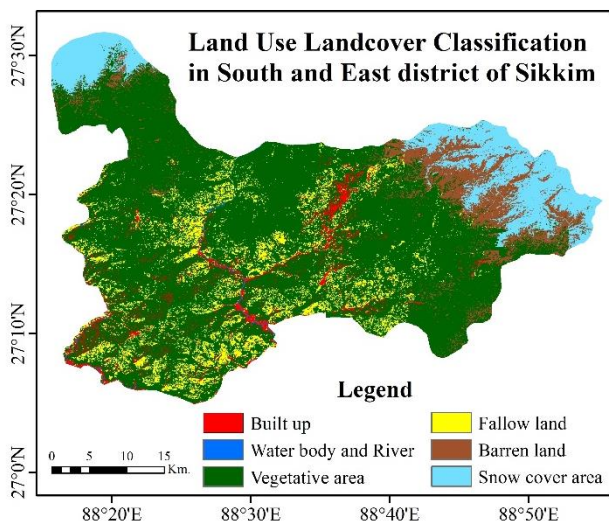 Land Use Landcover Classification
in South and East district of Sikkim
27°30'N
27°20'N
27°10'N
27°0'N
Legend
Built up
Fallow land
Water body and River
Barren land
Vegetative area
Snow cover area
0 5 10 15
Km.
88°20'E 88°30'E 88°40'E 88°50'E